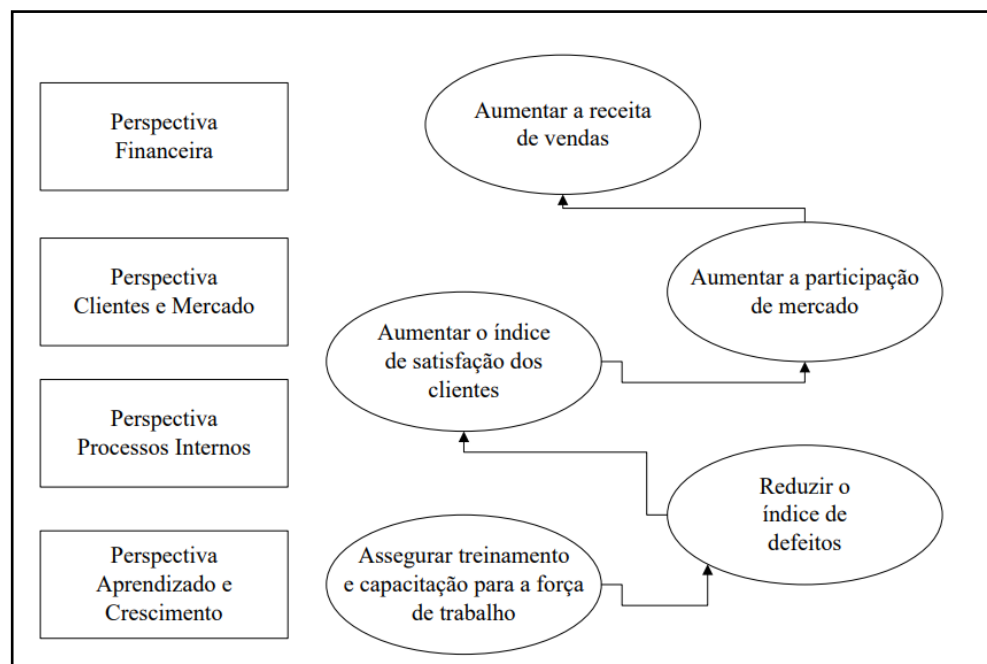 Perspectiva
Financeira
Aumentar a receita
de vendas
Perspectiva
Clientes e Mercado
Aumentar a participação
de mercado
Aumentar o índice
de satisfação dos
clientes
Perspectiva
Processos Internos
Reduzir o
índice de
defeitos
Perspectiva
Aprendizado e
Crescimento
Assegurar treinamento
e capacitação para a força
de trabalho